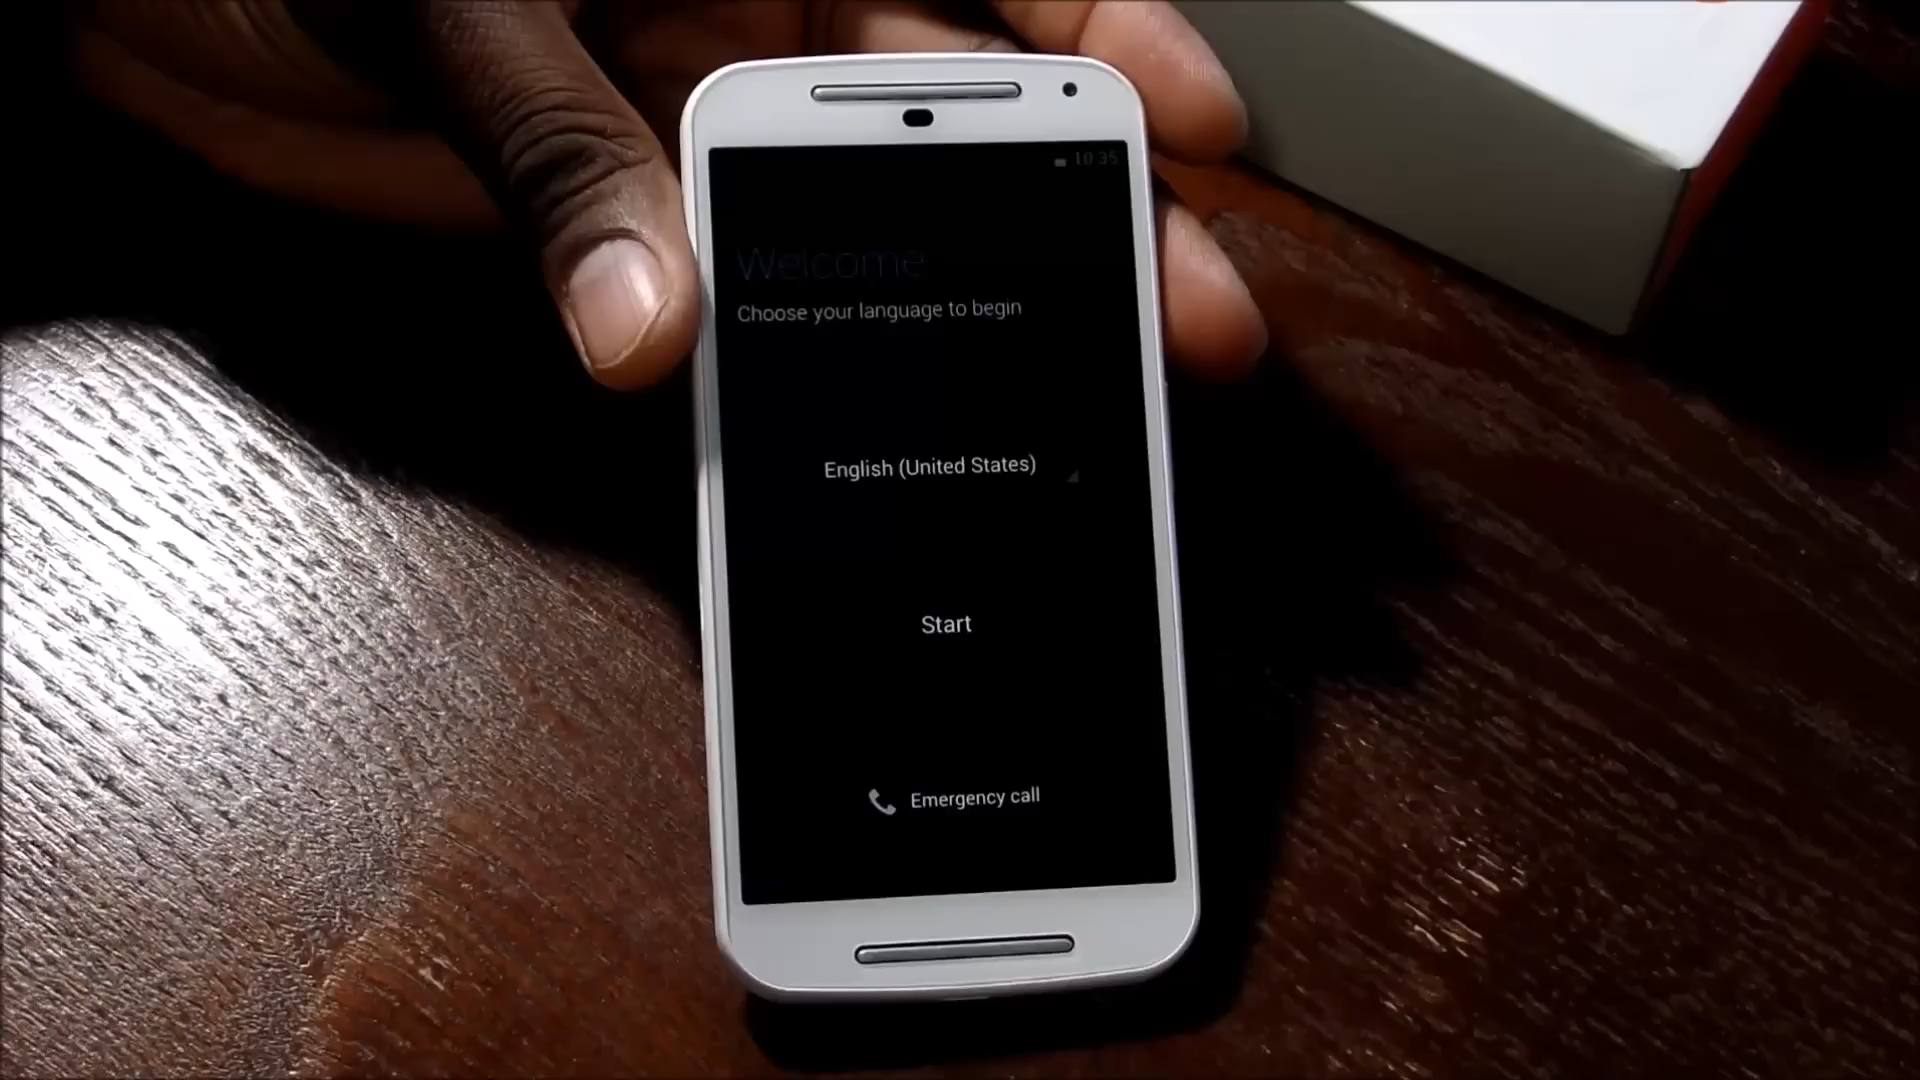 10:35
Welcome
Choose your language to begin
English (United States)
Start
Emergency call